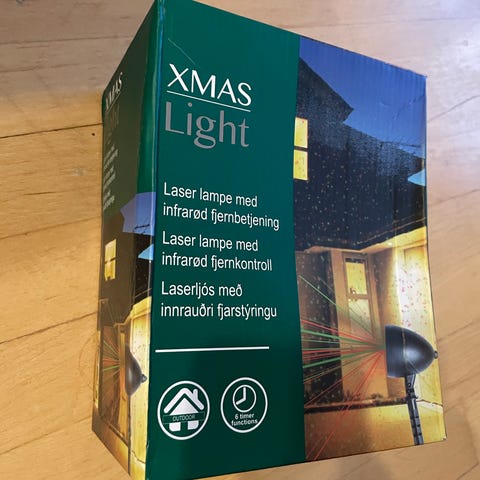 XMAS
Light
Laser lampe med
infrarød fjernbetjening
Laser lampe med
infrarød fjernkontroll
Laserljós með
innrauðri fjarstýringu
OUTDOOR
6 timer
functions
XMAS